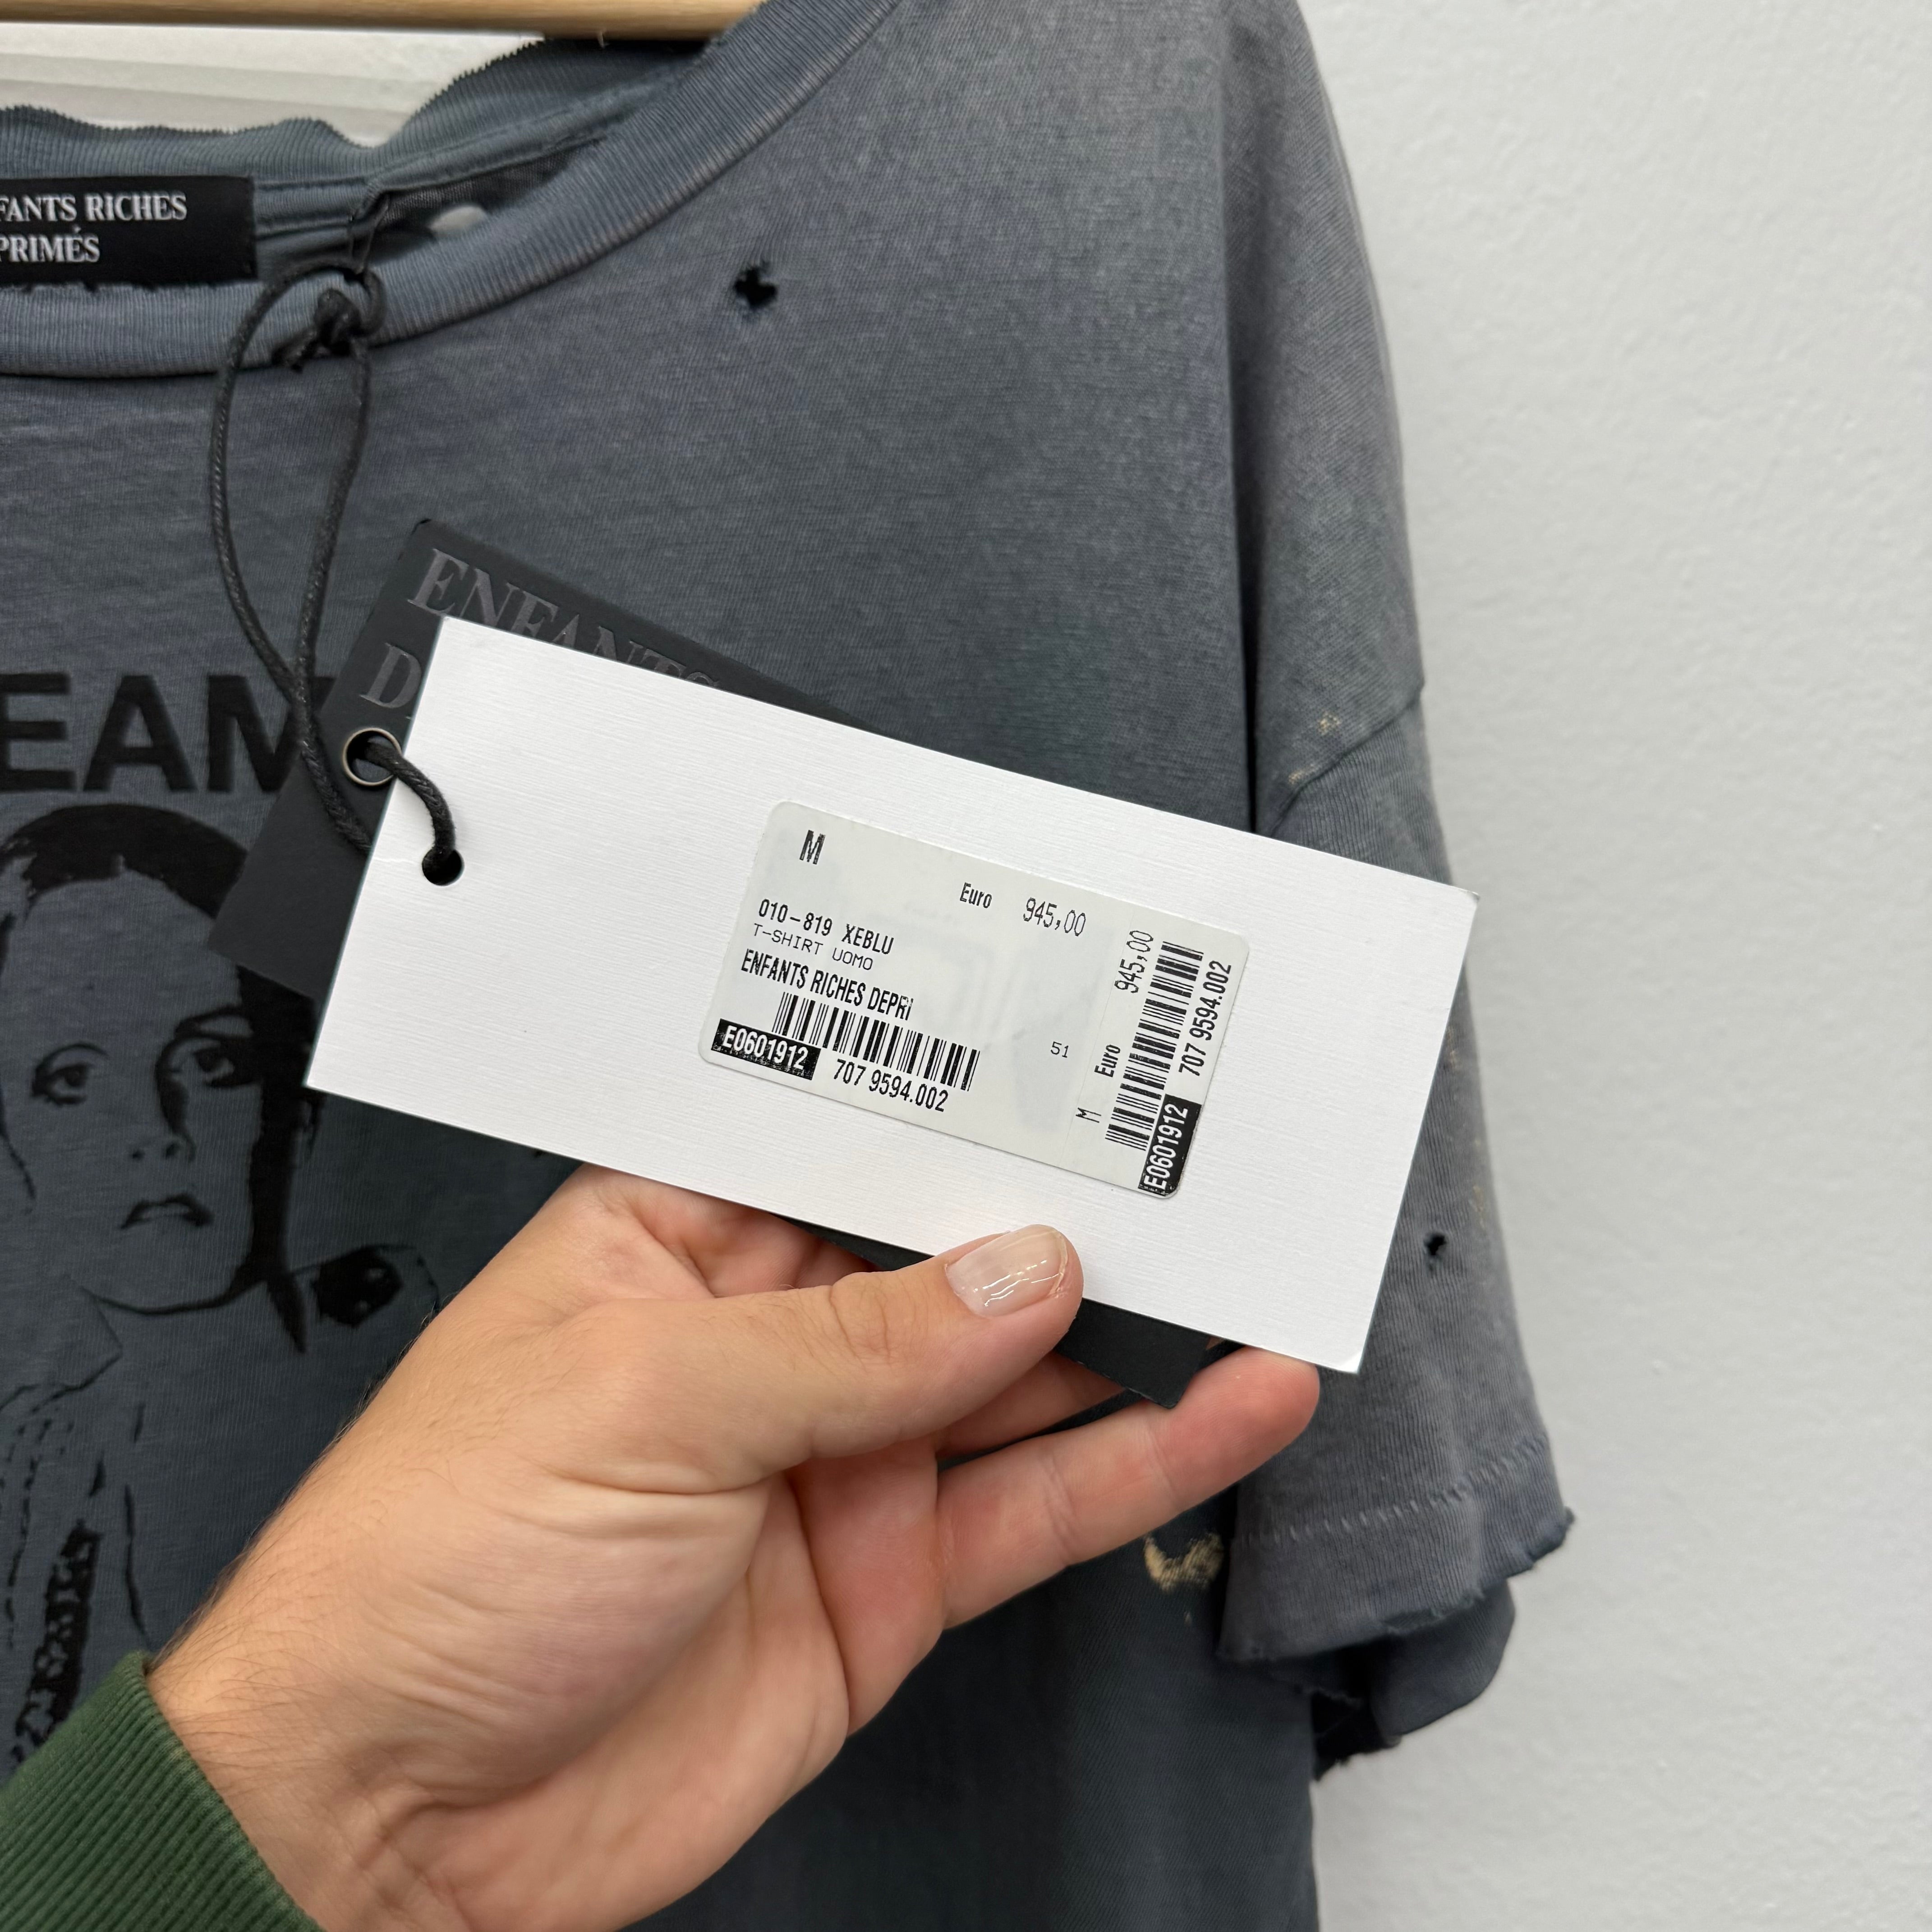 FANTS RICHES
PRIMÉS
ENFANTS
D
EAM
M
Euro 945,00
010-819 XEBLU
T-SHIRT UOMO
ENFANTS RICHES DEPRI
E0601912
707 9594.002
51
M Euro 945,00
E0601912 707 9594.002